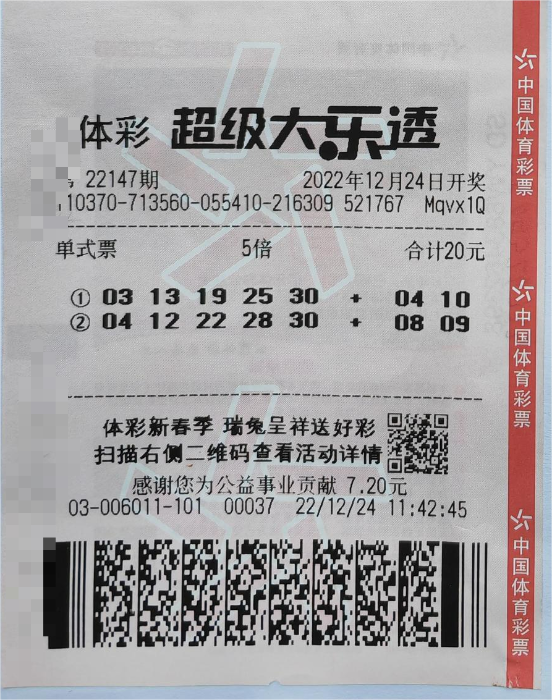 体彩 超级大乐透
22147期 2022年12月24日开奖
110370-713560-055410-216309 521767 Mqvx1Q
单式票 5倍 合计20元
① 03 13 19 25 30 + 04 10
② 04 12 22 28 30 + 08 09
体彩新春季 瑞兔呈祥送好彩
扫描右侧二维码查看活动详情
感谢您为公益事业贡献 7.20元
03-006011-101 00037 22/12/24 11:42:45
中国体育彩票
中国体育彩票
中国体育彩票